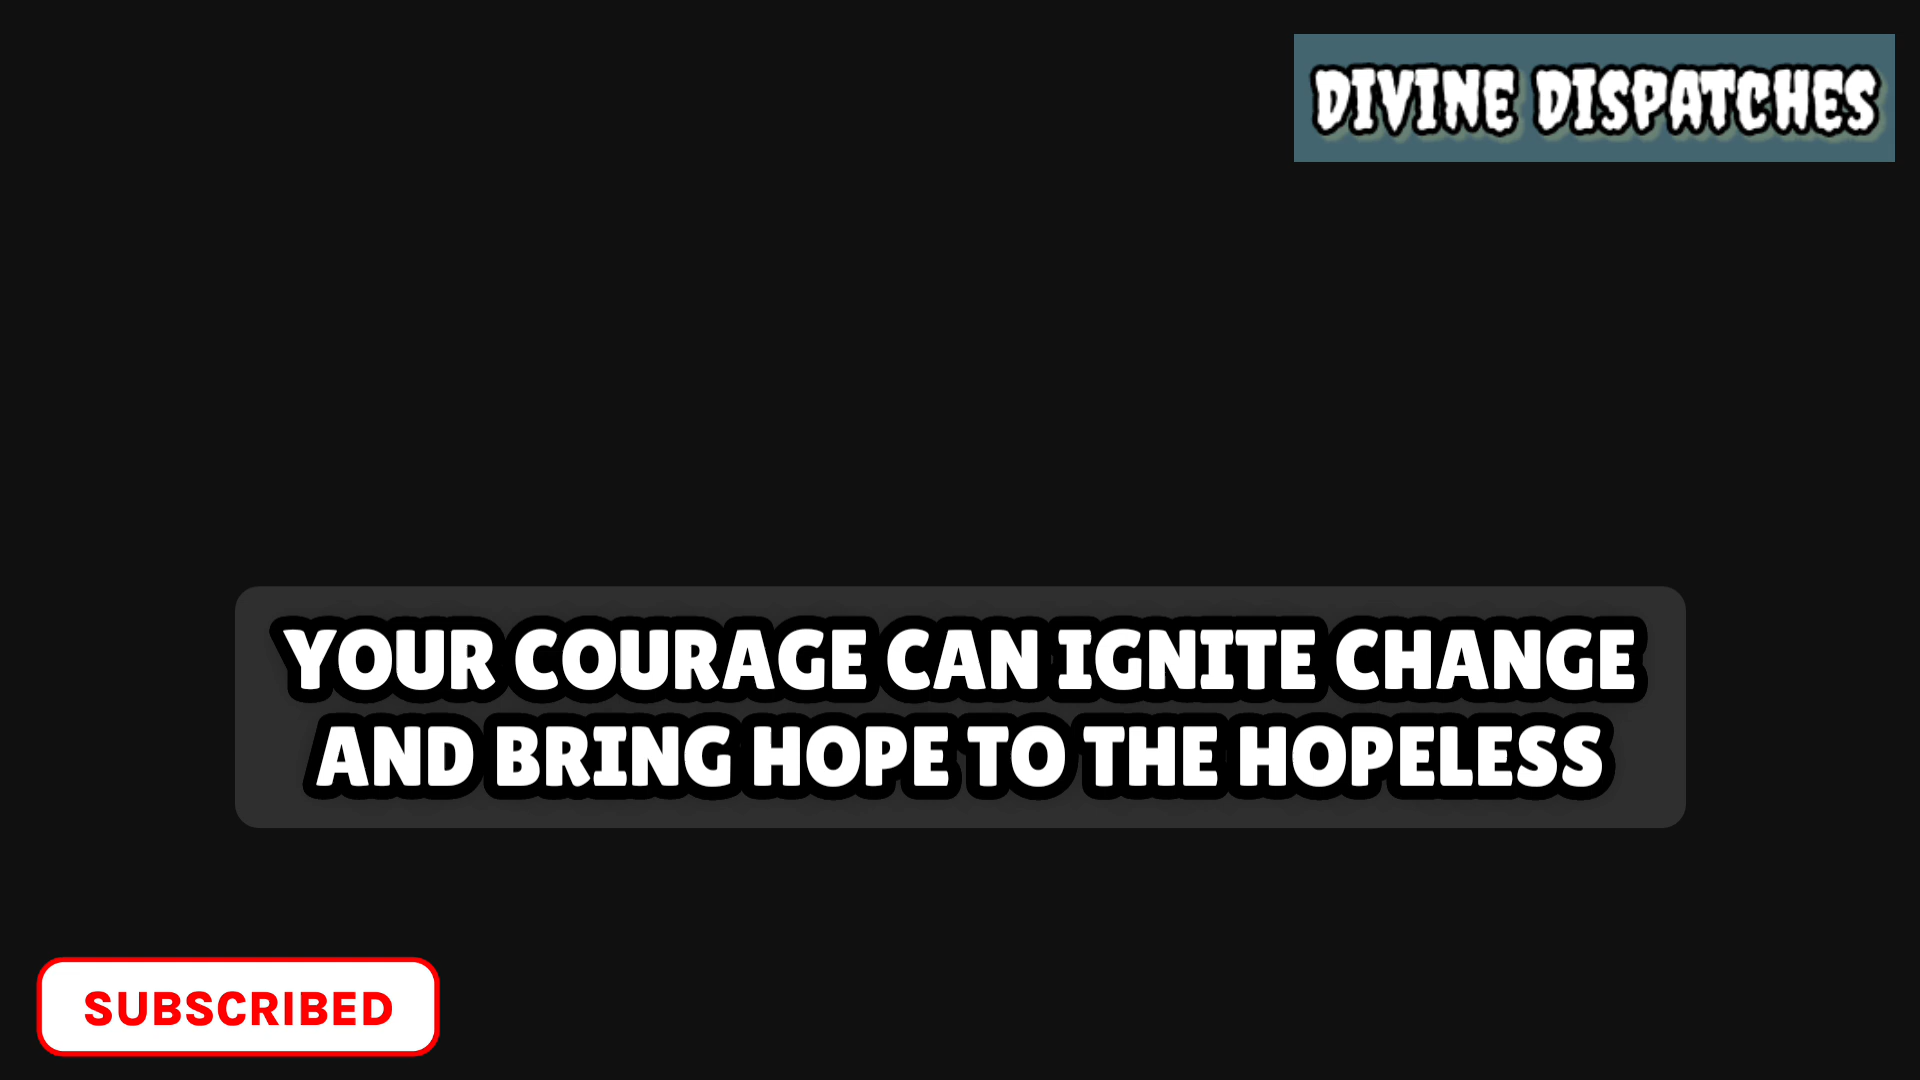 DIVINE DISPATCHES
YOUR COURAGE CAN IGNITE CHANGE
AND BRING HOPE TO THE HOPELESS
SUBSCRIBED